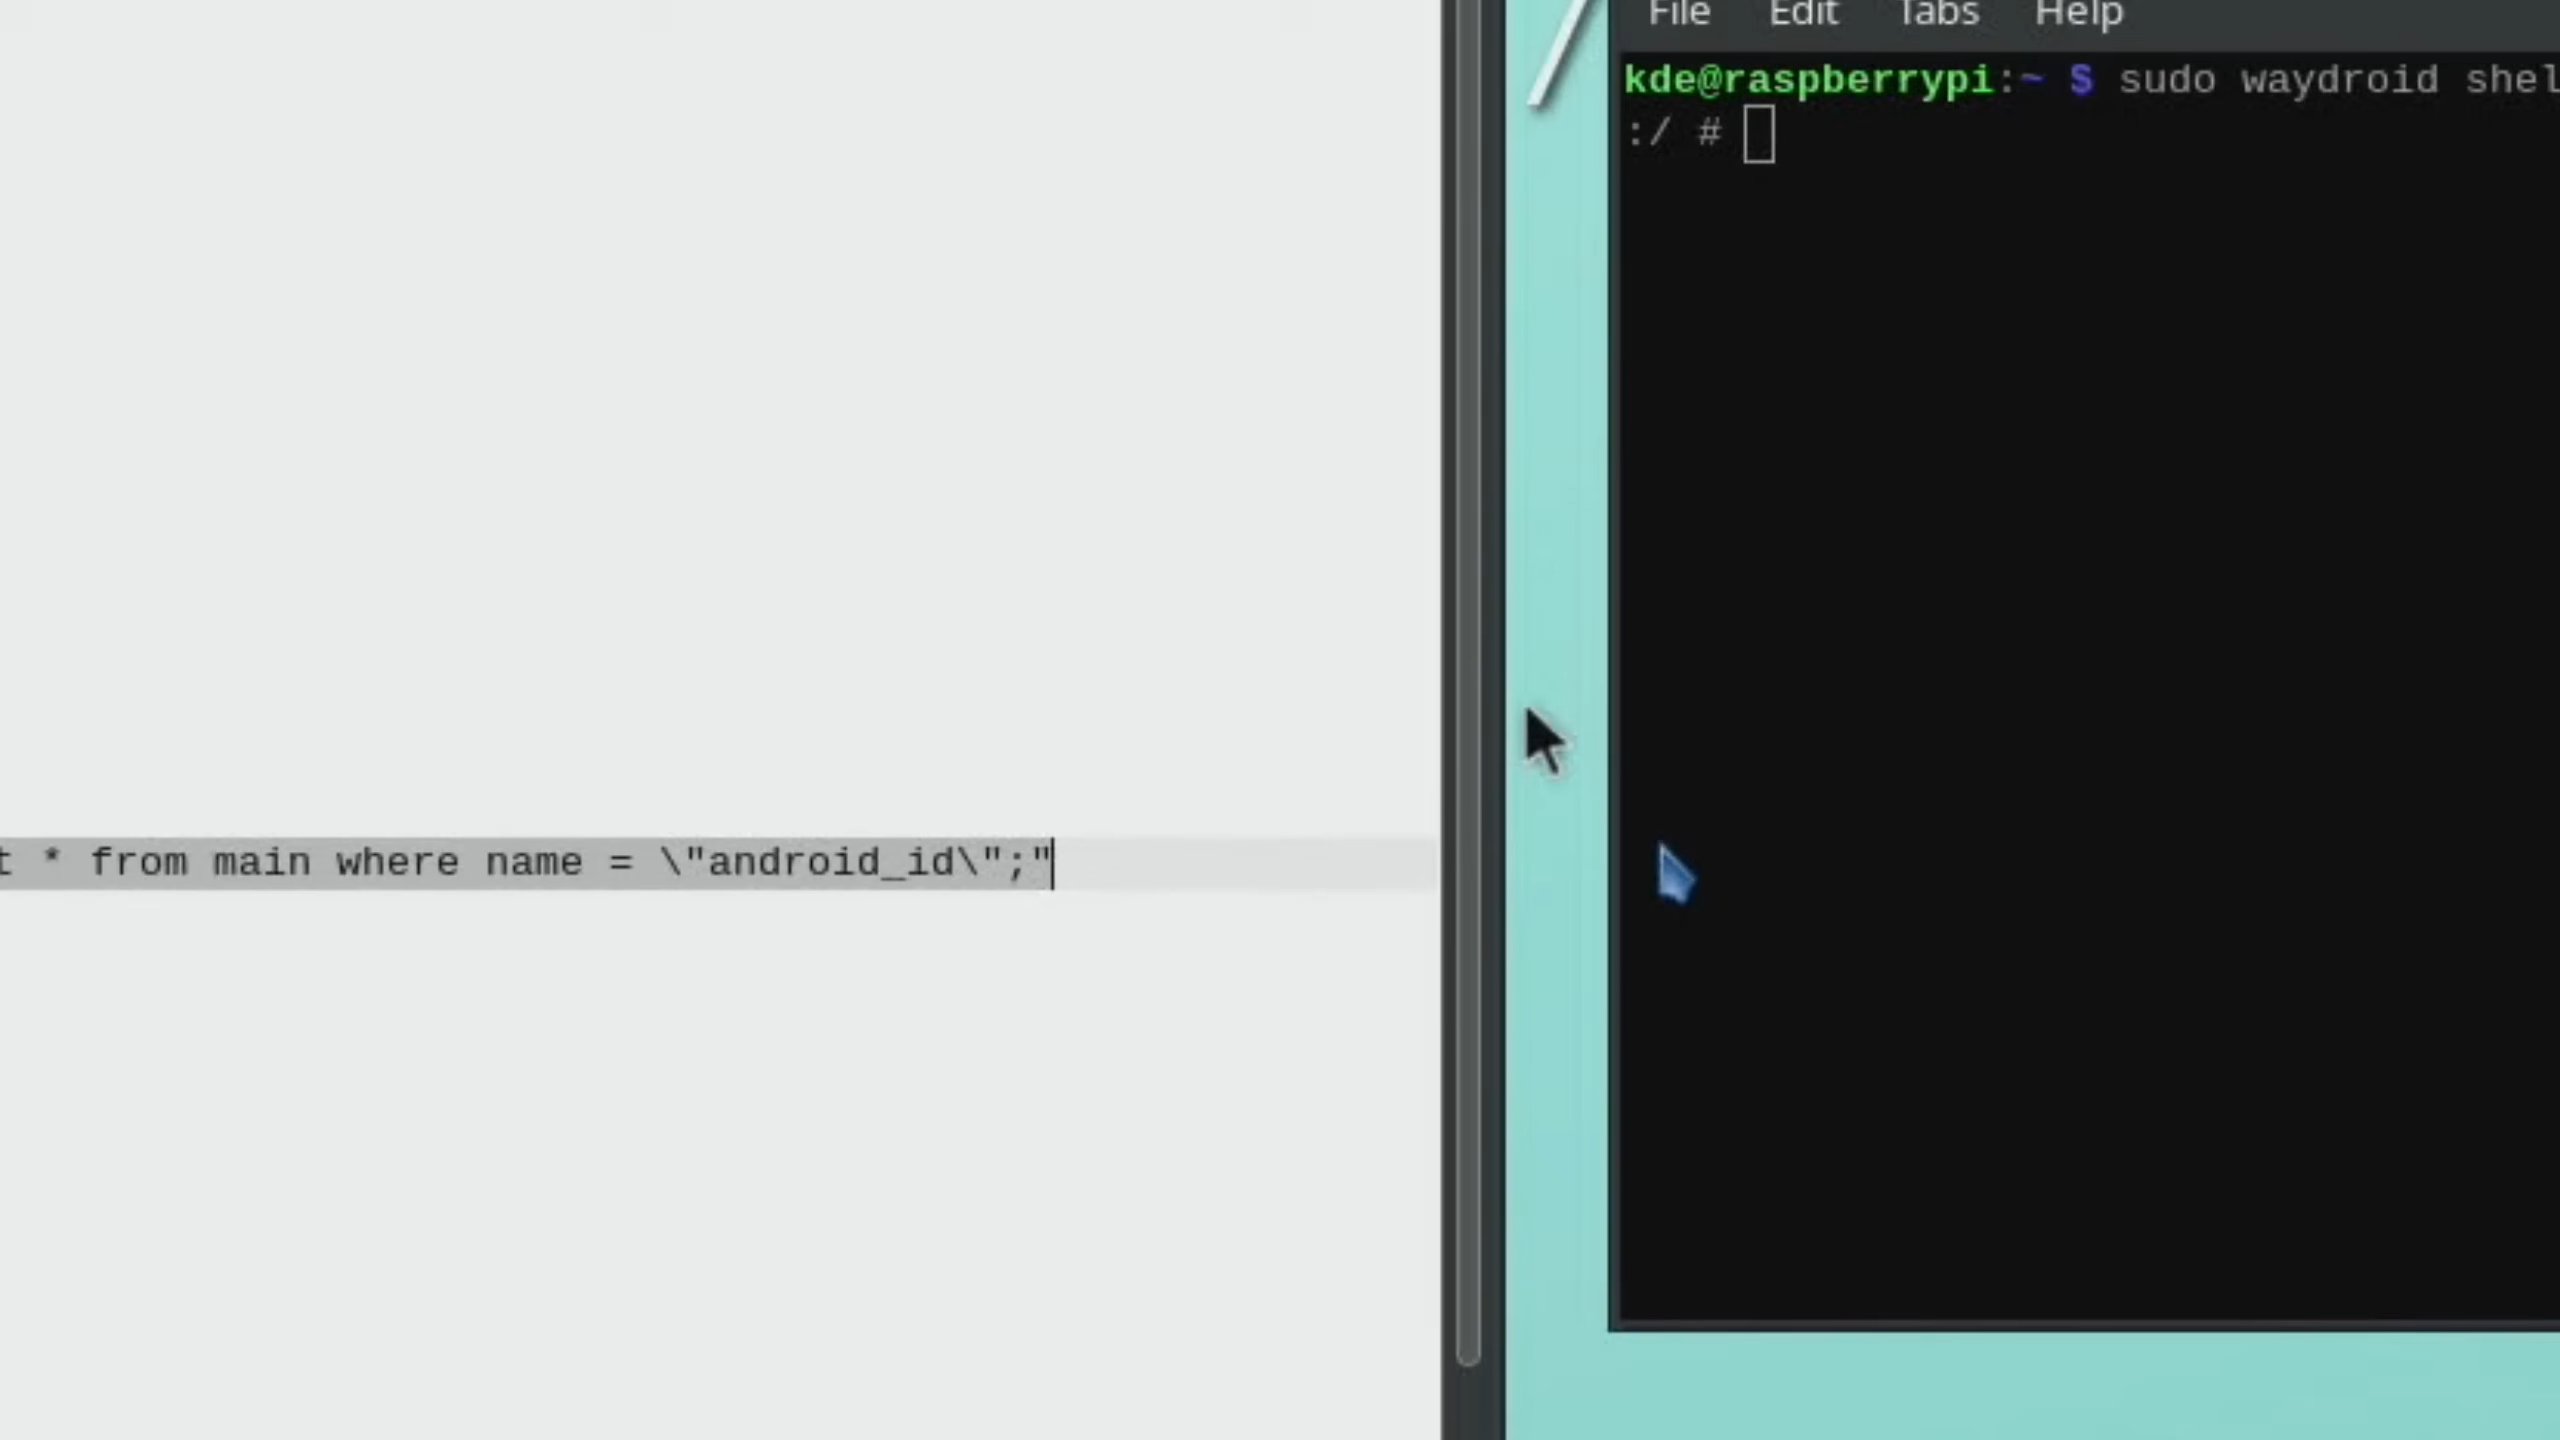 File Edit Tabs Help
kde@raspberrypi:~ $ sudo waydroid shel
:/ #
t * from main where name = \"android_id\";"